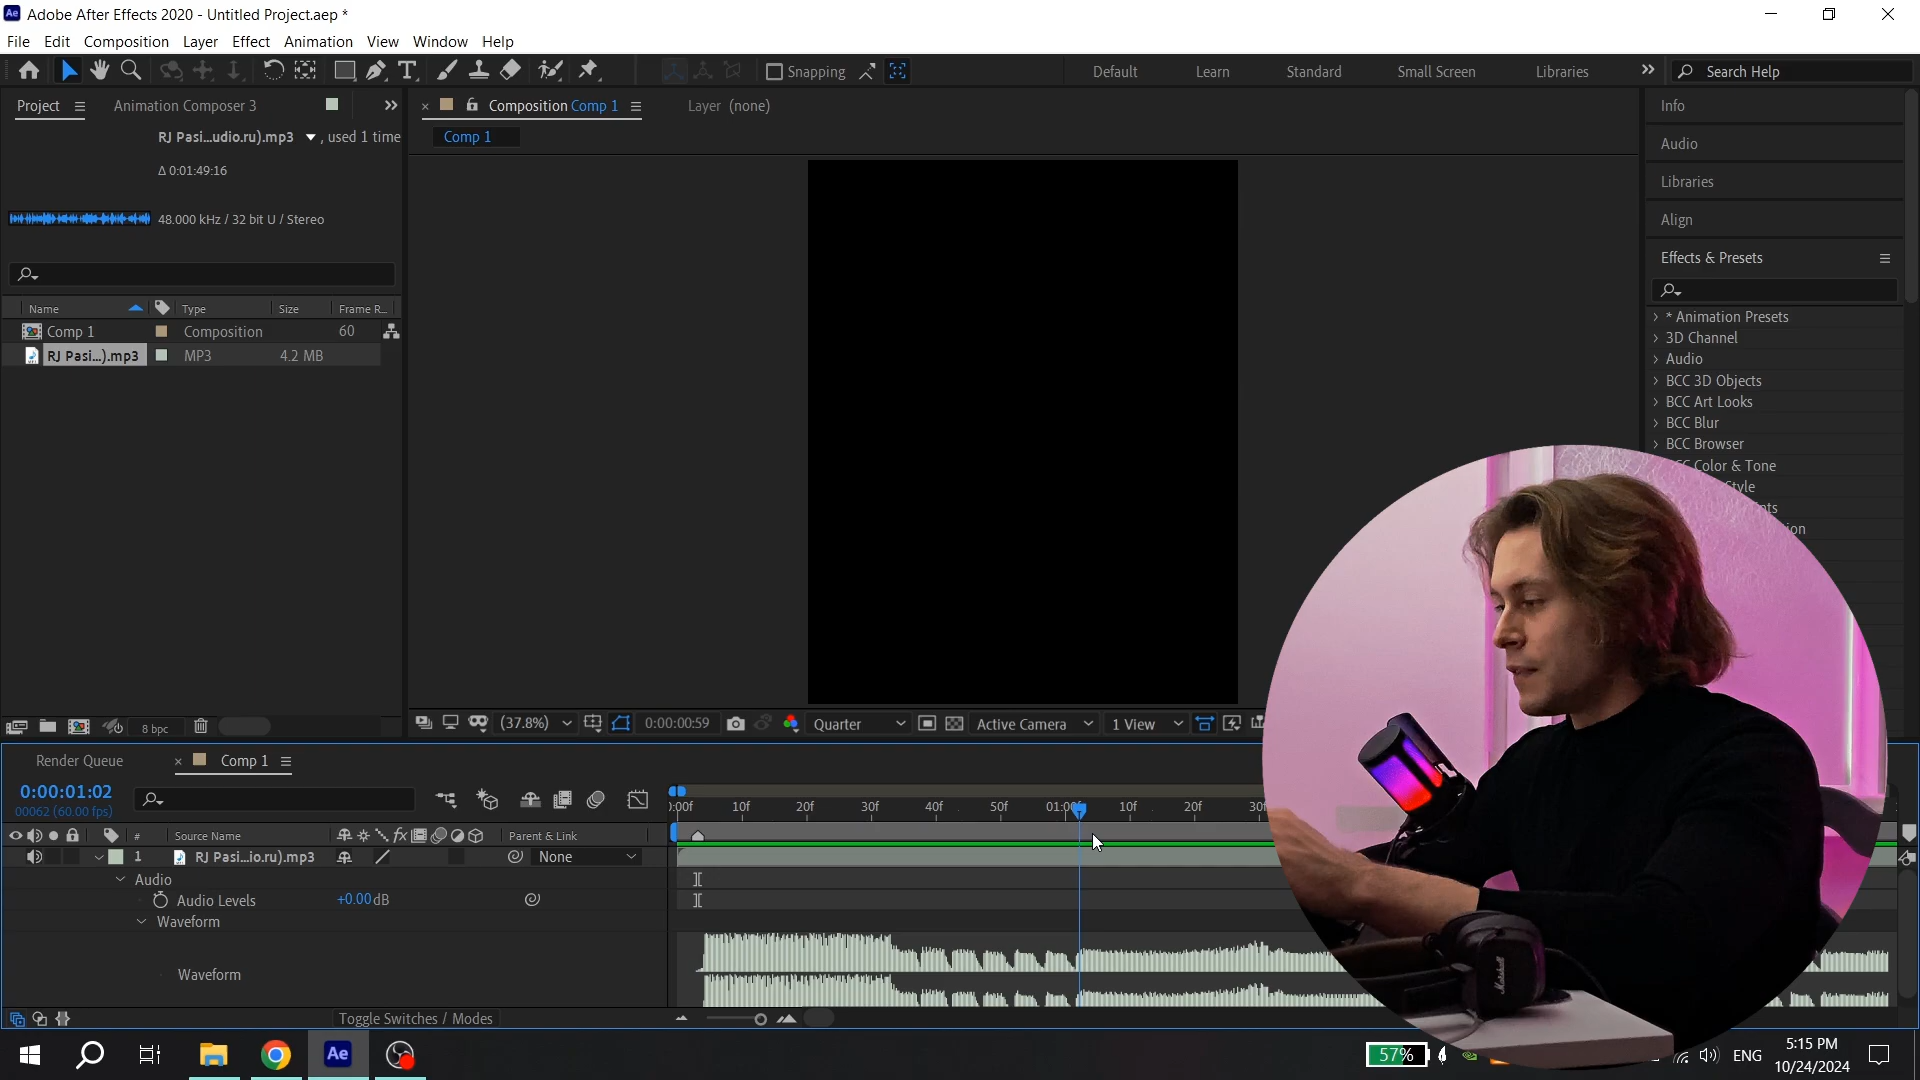 Adobe After Effects 2020 - Untitled Project.aep *
File Edit Composition Layer Effect Animation View Window Help
Snapping
Default Learn Standard Small Screen Libraries
Search Help
Project Animation Composer 3
Composition Comp 1
Layer (none)
Comp 1
RJ Pasi...udio.ru).mp3 , used 1 time
Δ 0:01:49:16
48.000 kHz / 32 bit U / Stereo
Name Type Size Frame R...
Comp 1 Composition 60
RJ Pasi...).mp3 MP3 4.2 MB
8 bpc
(37.8%) 0:00:00:59 Quarter Active Camera 1 View
Info
Audio
Libraries
Align
Effects & Presets
* Animation Presets
3D Channel
Audio
BCC 3D Objects
BCC Art Looks
BCC Blur
BCC Browser
Color & Tone
Style
Render Queue Comp 1
0:00:01:02
00062 (60.00 fps)
:00f 10f 20f 30f 40f 50f 01:00f 10f 20f 30f
# Source Name Parent & Link
1 RJ Pasi...io.ru).mp3 None
Audio
Audio Levels +0.00 dB
Waveform
Waveform
Toggle Switches / Modes
Marshall
Ae
57%
ENG
5:15 PM
10/24/2024